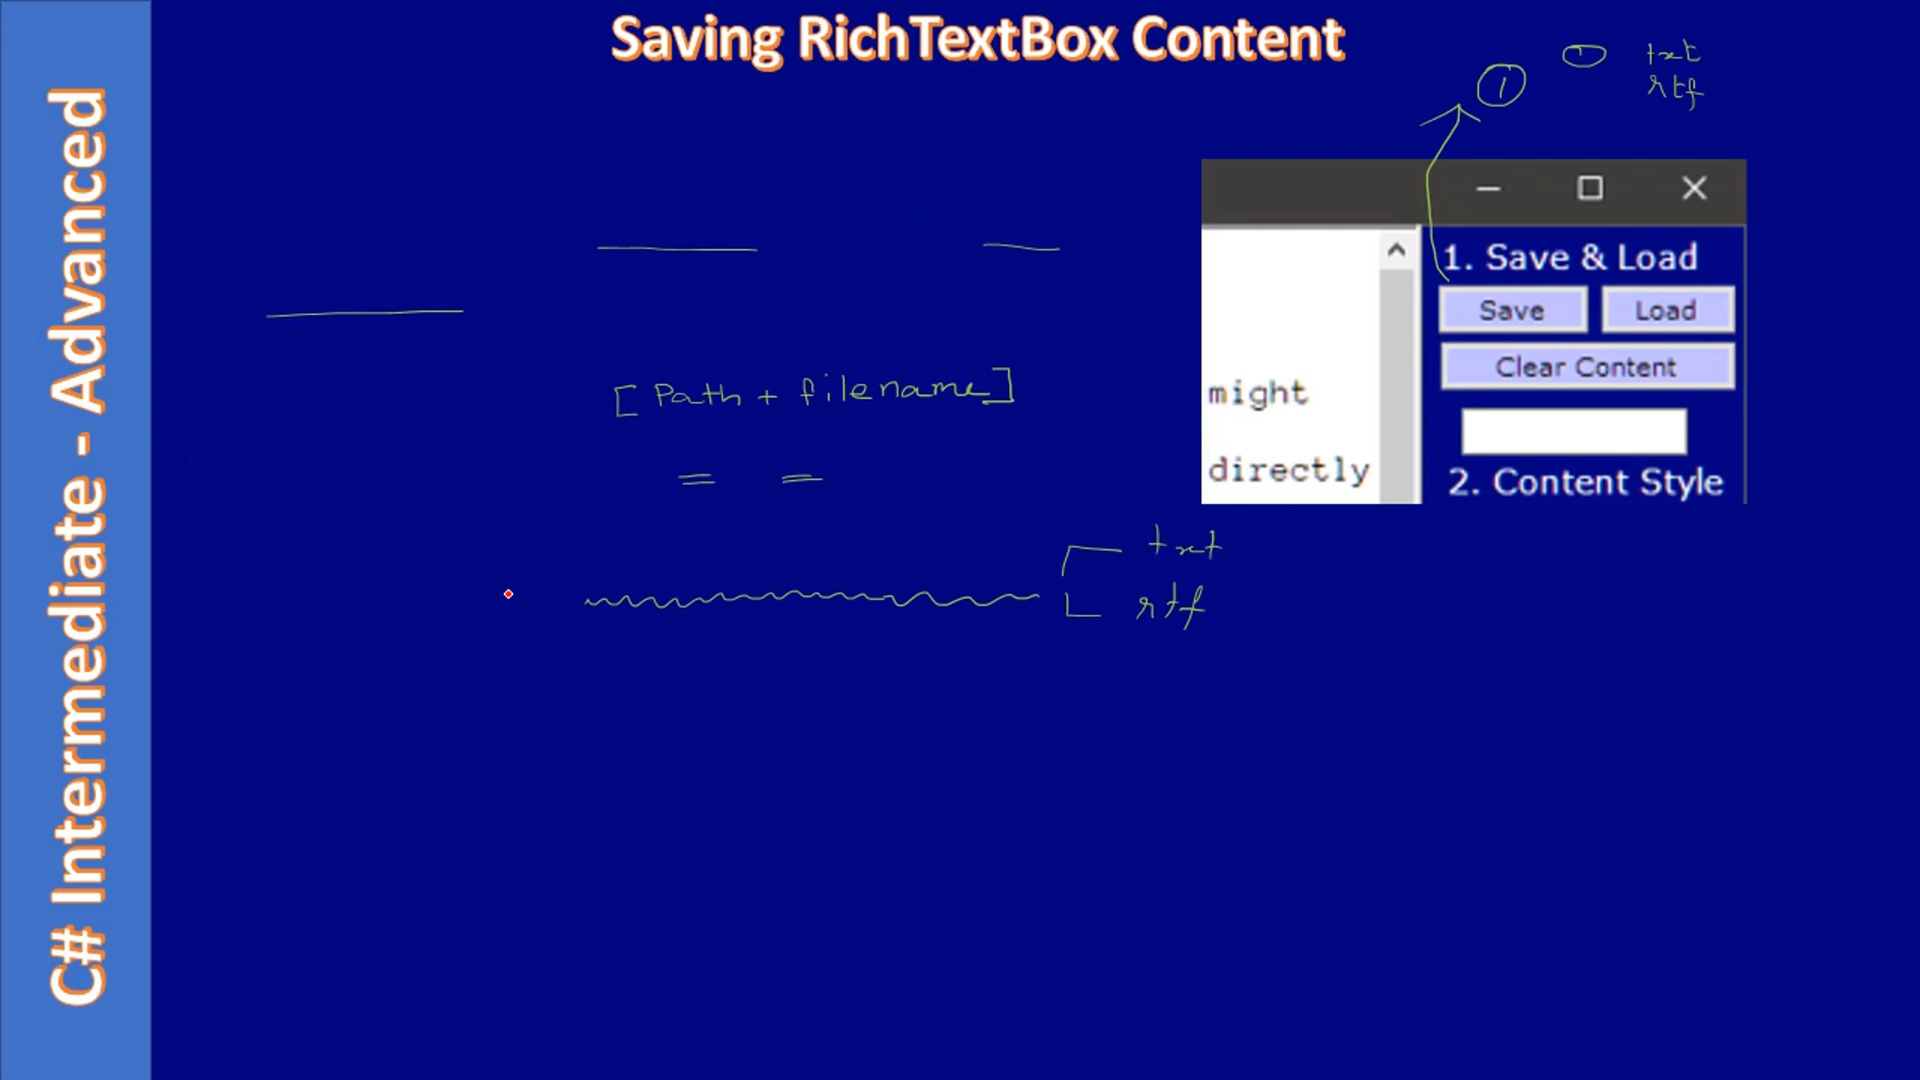 Saving RichTextBox Content
C# Intermediate - Advanced
1
txt
rtf
1. Save & Load
Save Load
Clear Content
might
directly
2. Content Style
[Path + filename]
txt
rtf